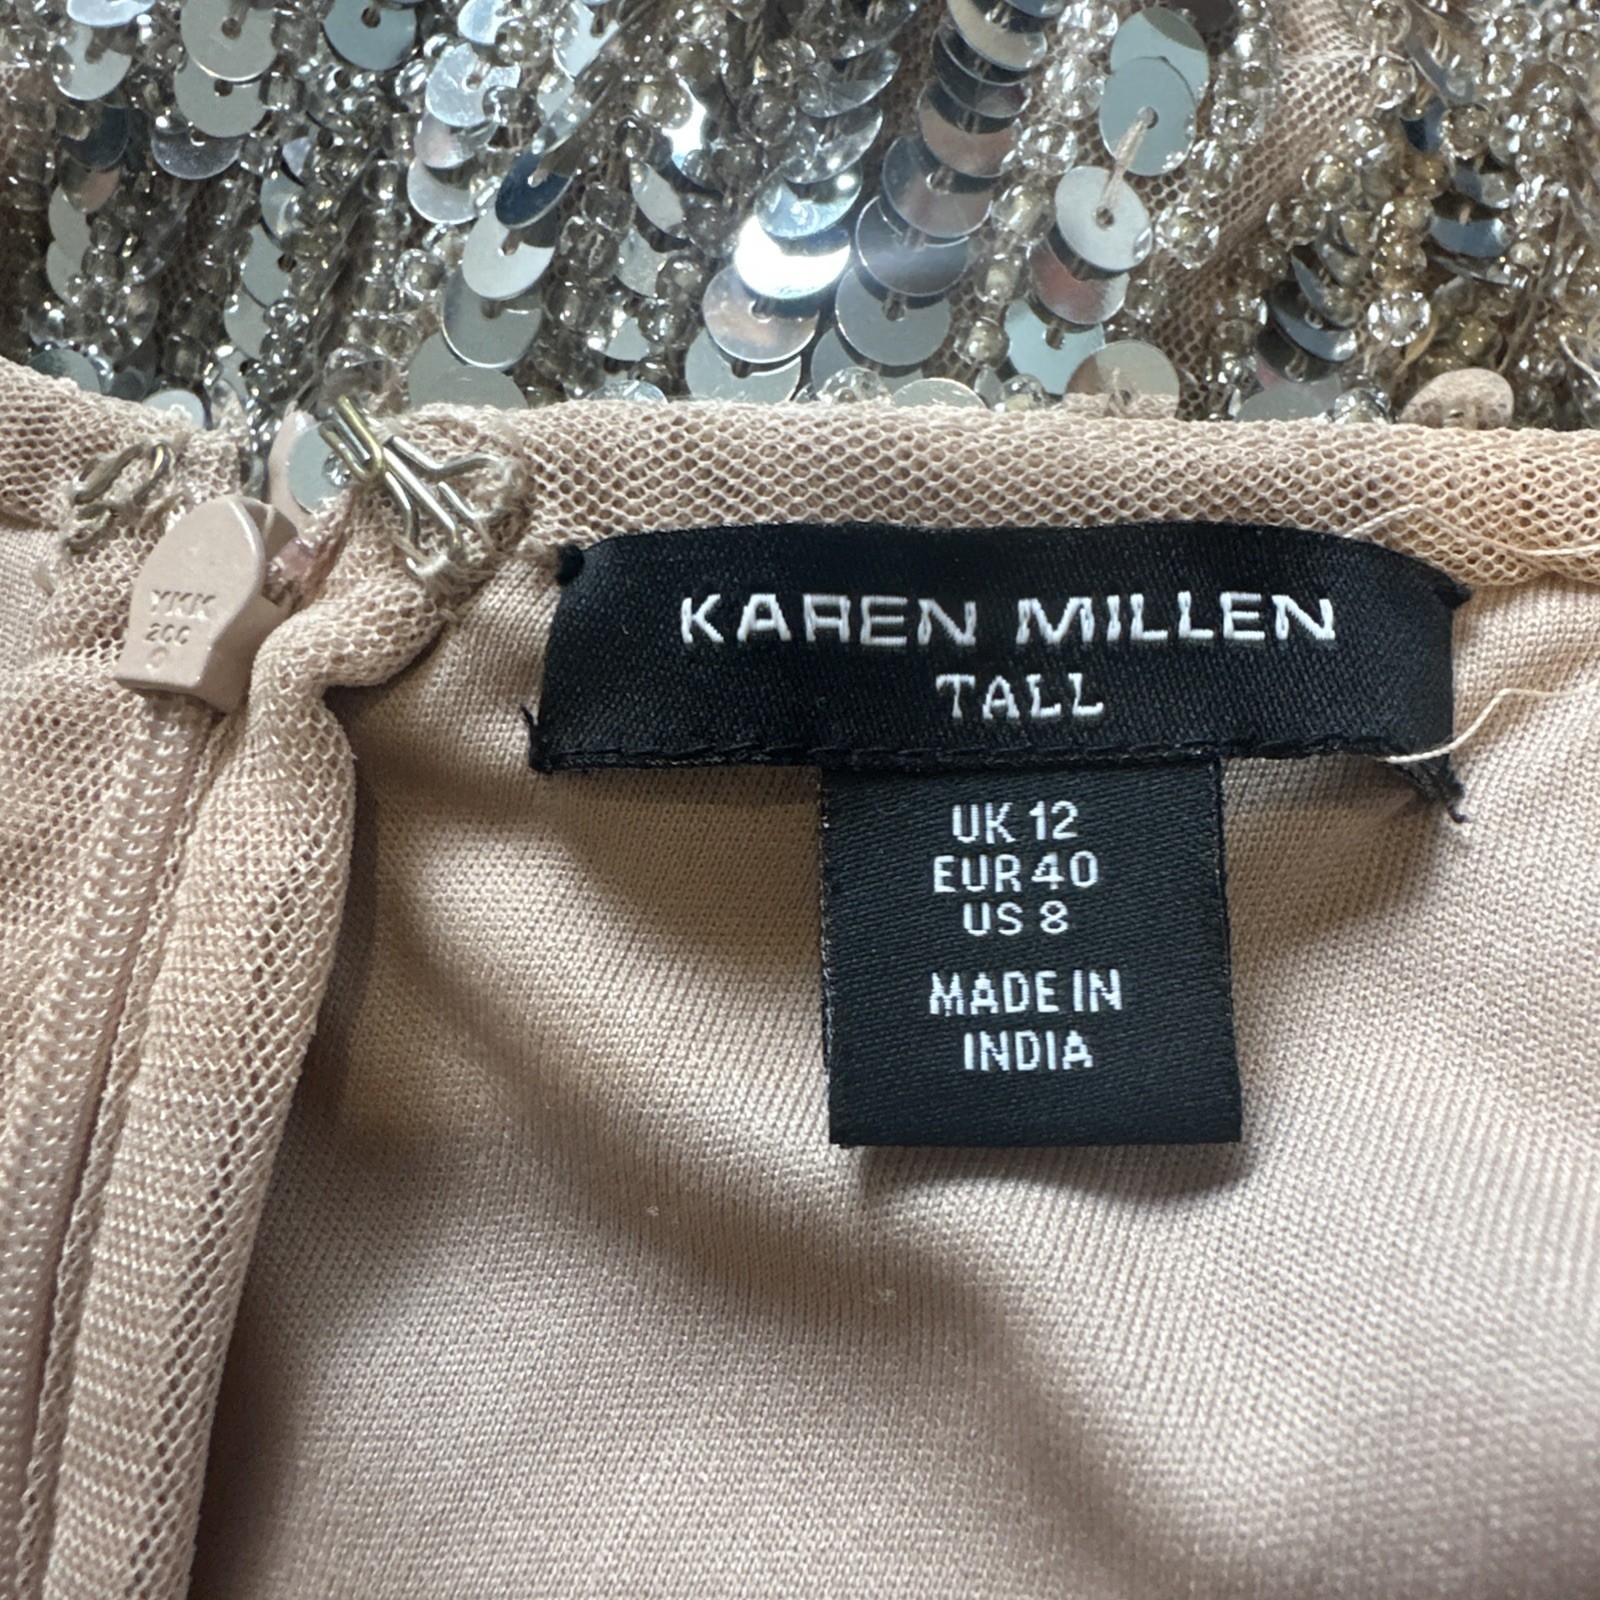 KAREN MILLEN
TALL
UK 12
EUR 40
US 8
MADE IN
INDIA